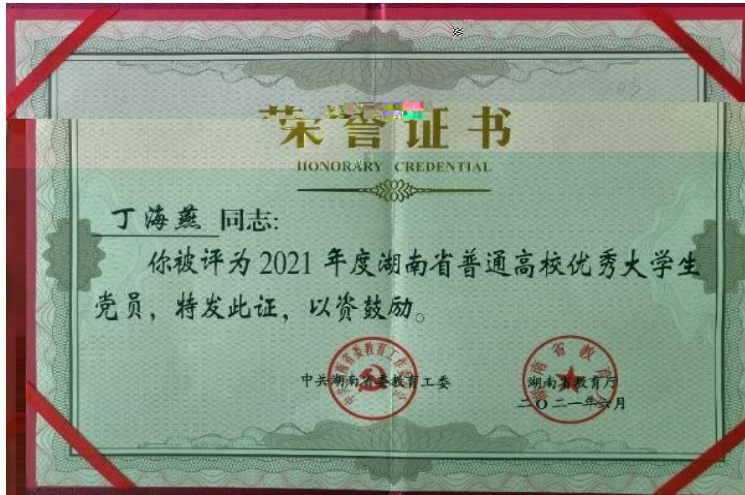 荣誉证书
HONORARY CREDENTIAL
丁海燕 同志:
你被评为2021年度湖南省普通高校优秀大学生
党员,特发此证,以资鼓励。
中共湖南省委教育工委
湖南省教育厅
二〇二一年六月